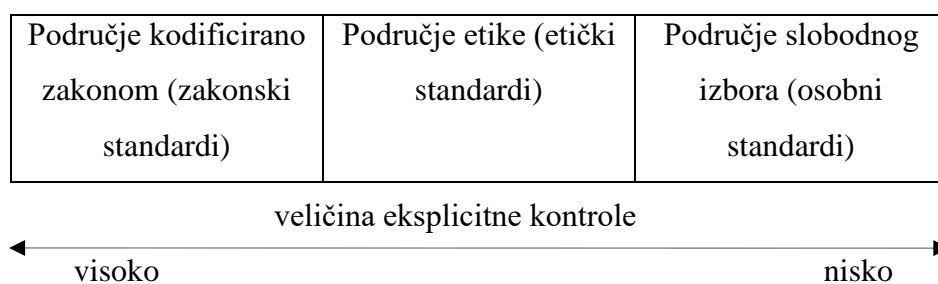 Područje kodificirano
zakonom (zakonski
standardi)
Područje etike (etički
standardi)
Područje slobodnog
izbora (osobni
standardi)
veličina eksplicitne kontrole
visoko
nisko